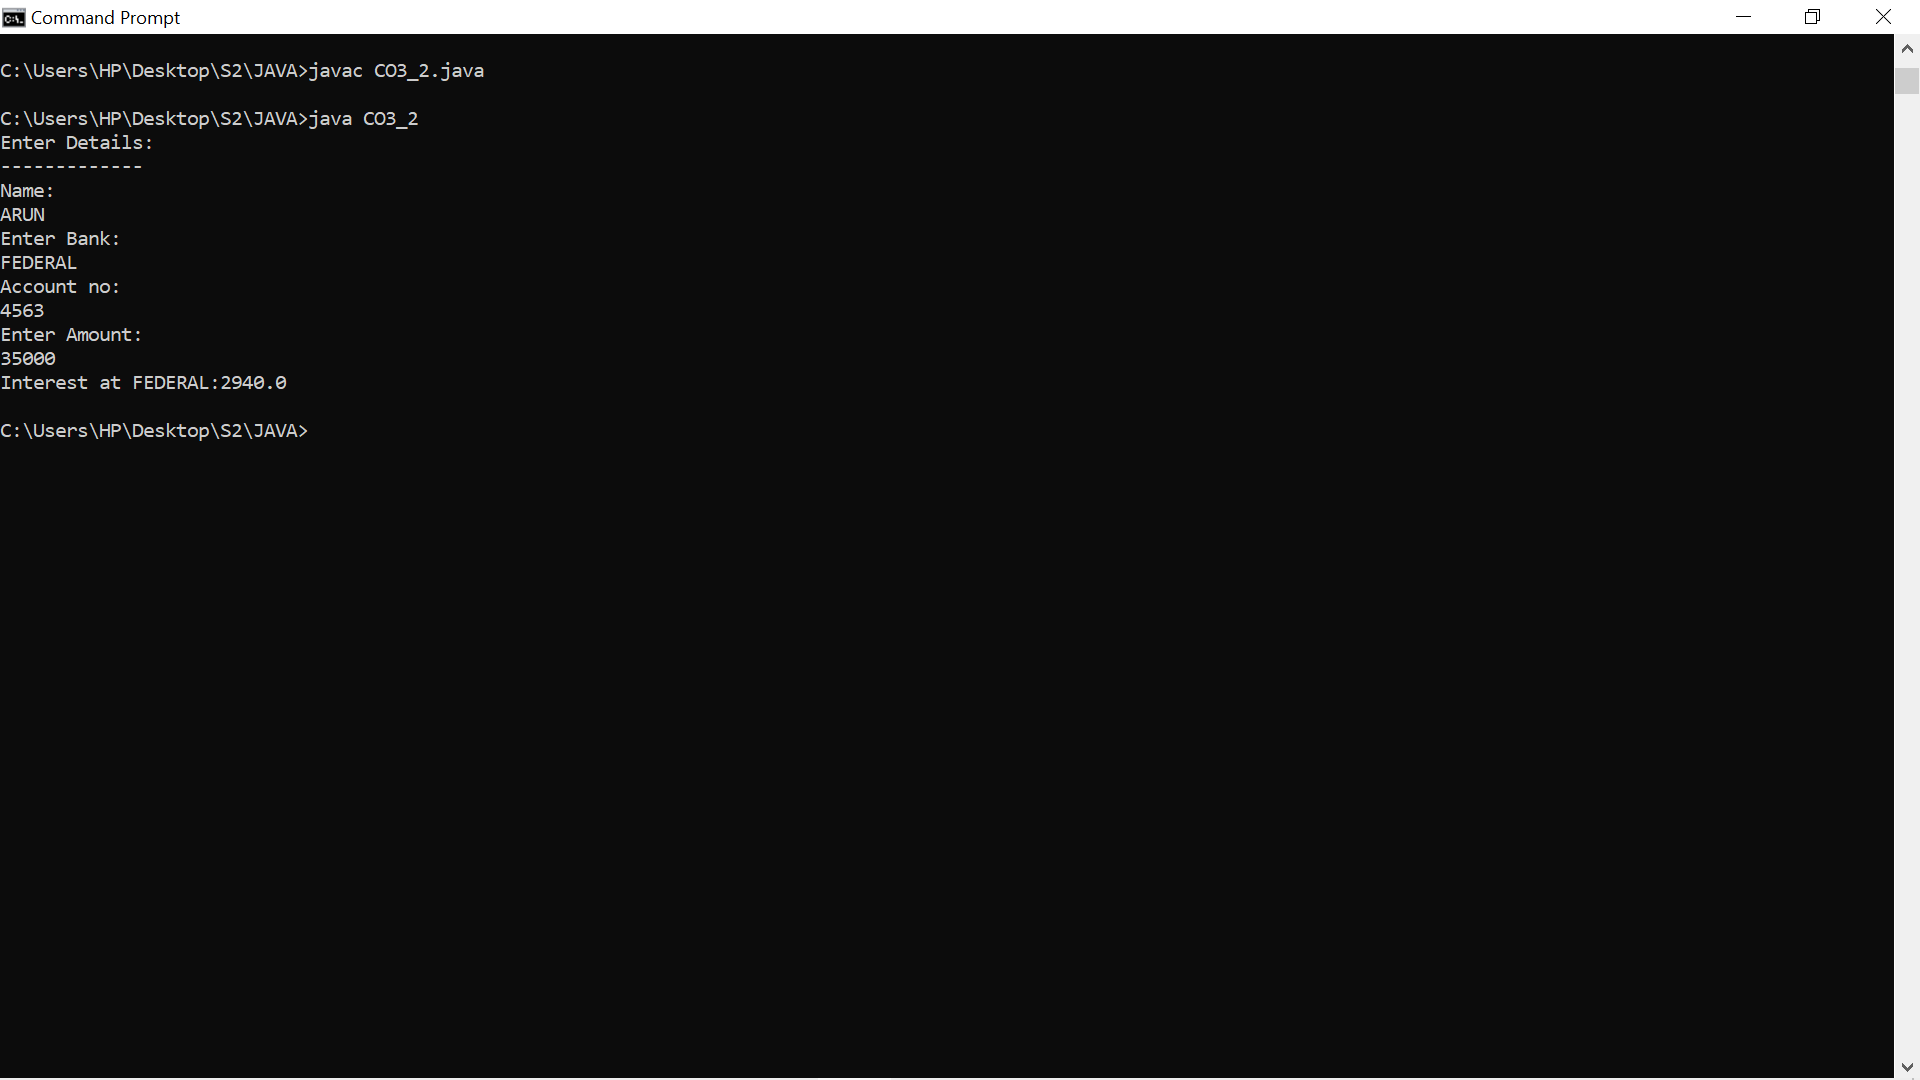 Command Prompt
C:\Users\HP\Desktop\S2\JAVA>javac CO3_2.java
C:\Users\HP\Desktop\S2\JAVA>java CO3_2
Enter Details:
-------------
Name:
ARUN
Enter Bank:
FEDERAL
Account no:
4563
Enter Amount:
35000
Interest at FEDERAL:2940.0
C:\Users\HP\Desktop\S2\JAVA>